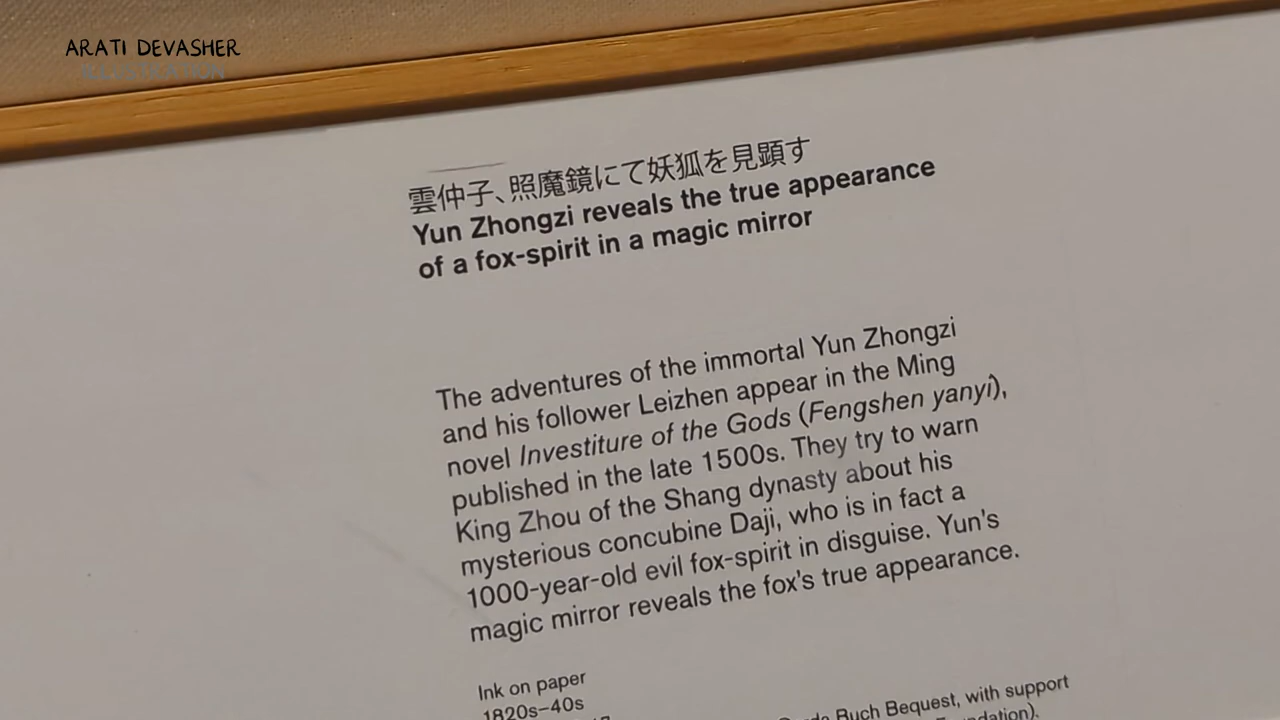 ARATI DEVASHER
ILLUSTRATION
雲仲子、照魔鏡にて妖狐を見顕す
Yun Zhongzi reveals the true appearance
of a fox-spirit in a magic mirror
The adventures of the immortal Yun Zhongzi
and his follower Leizhen appear in the Ming
novel Investiture of the Gods (Fengshen yanyi),
published in the late 1500s. They try to warn
King Zhou of the Shang dynasty about his
mysterious concubine Daji, who is in fact a
1000-year-old evil fox-spirit in disguise. Yun's
magic mirror reveals the fox's true appearance.
Ink on paper
1820s–40s
Buch Bequest, with support